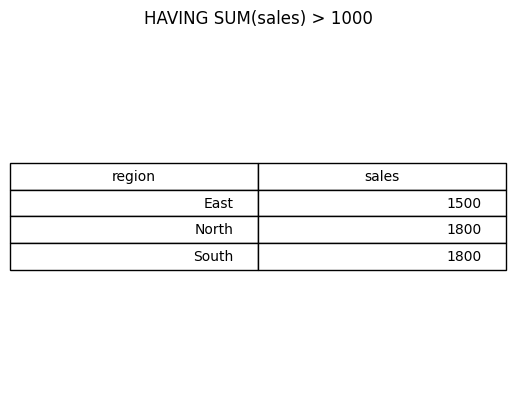 HAVING SUM(sales) > 1000
region sales
East 1500
North 1800
South 1800